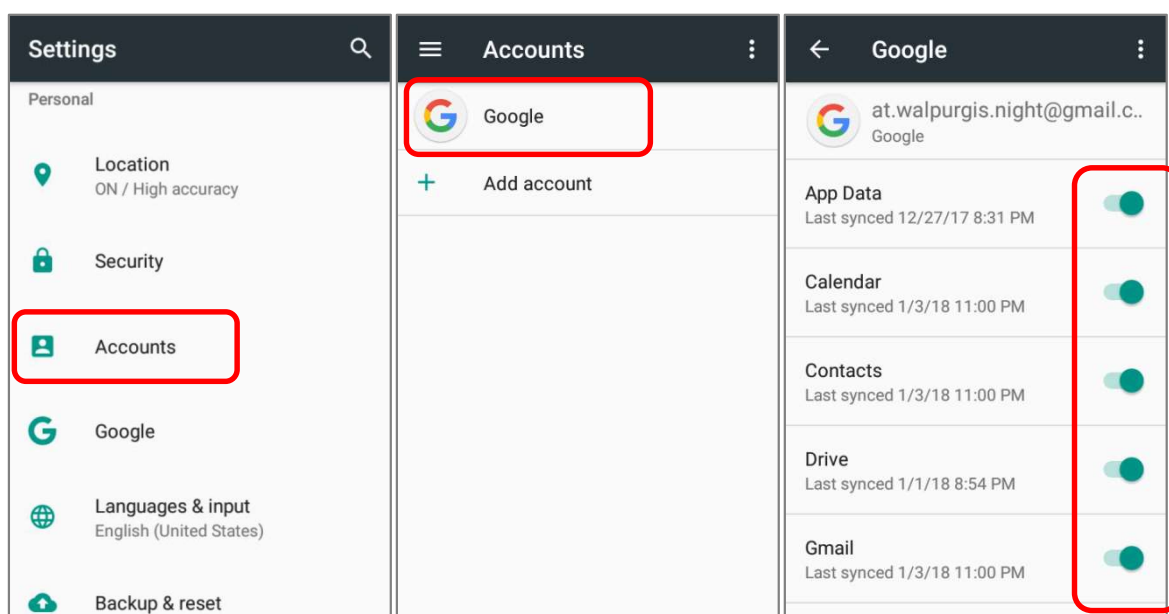 Settings
Personal
Location
ON / High accuracy
Security
Accounts
Google
Languages & input
English (United States)
Backup & reset
Accounts
Google
Add account
Google
at.walpurgis.night@gmail.c..
Google
App Data
Last synced 12/27/17 8:31 PM
Calendar
Last synced 1/3/18 11:00 PM
Contacts
Last synced 1/3/18 11:00 PM
Drive
Last synced 1/1/18 8:54 PM
Gmail
Last synced 1/3/18 11:00 PM